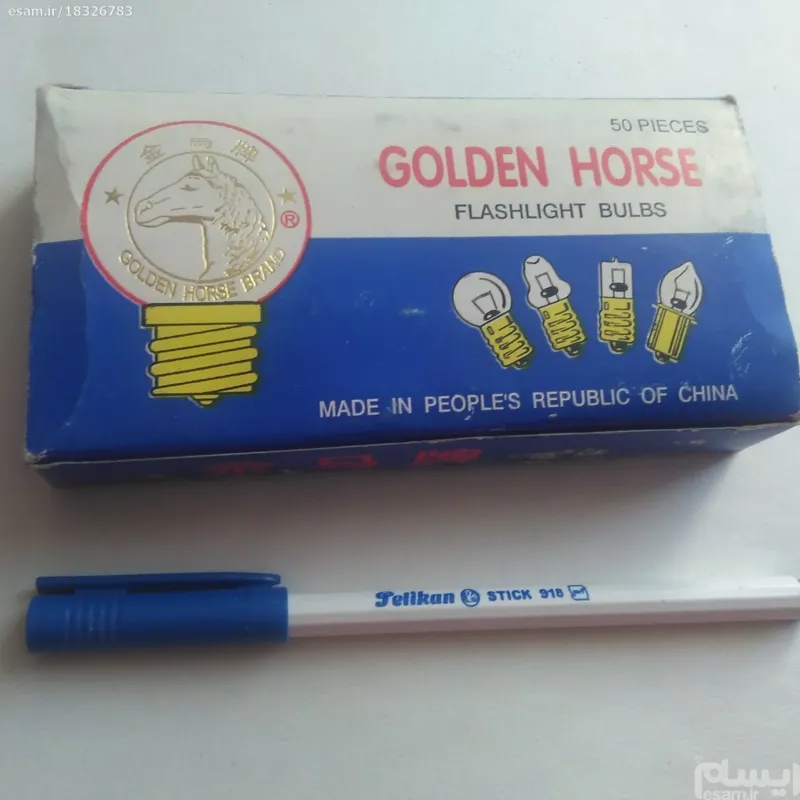 esam.ir/18326783
50 PIECES
GOLDEN HORSE
FLASHLIGHT BULBS
金马牌
®
GOLDEN HORSE BRAND
MADE IN PEOPLE'S REPUBLIC OF CHINA
Pelikan STICK 918
ایسام
esam.ir